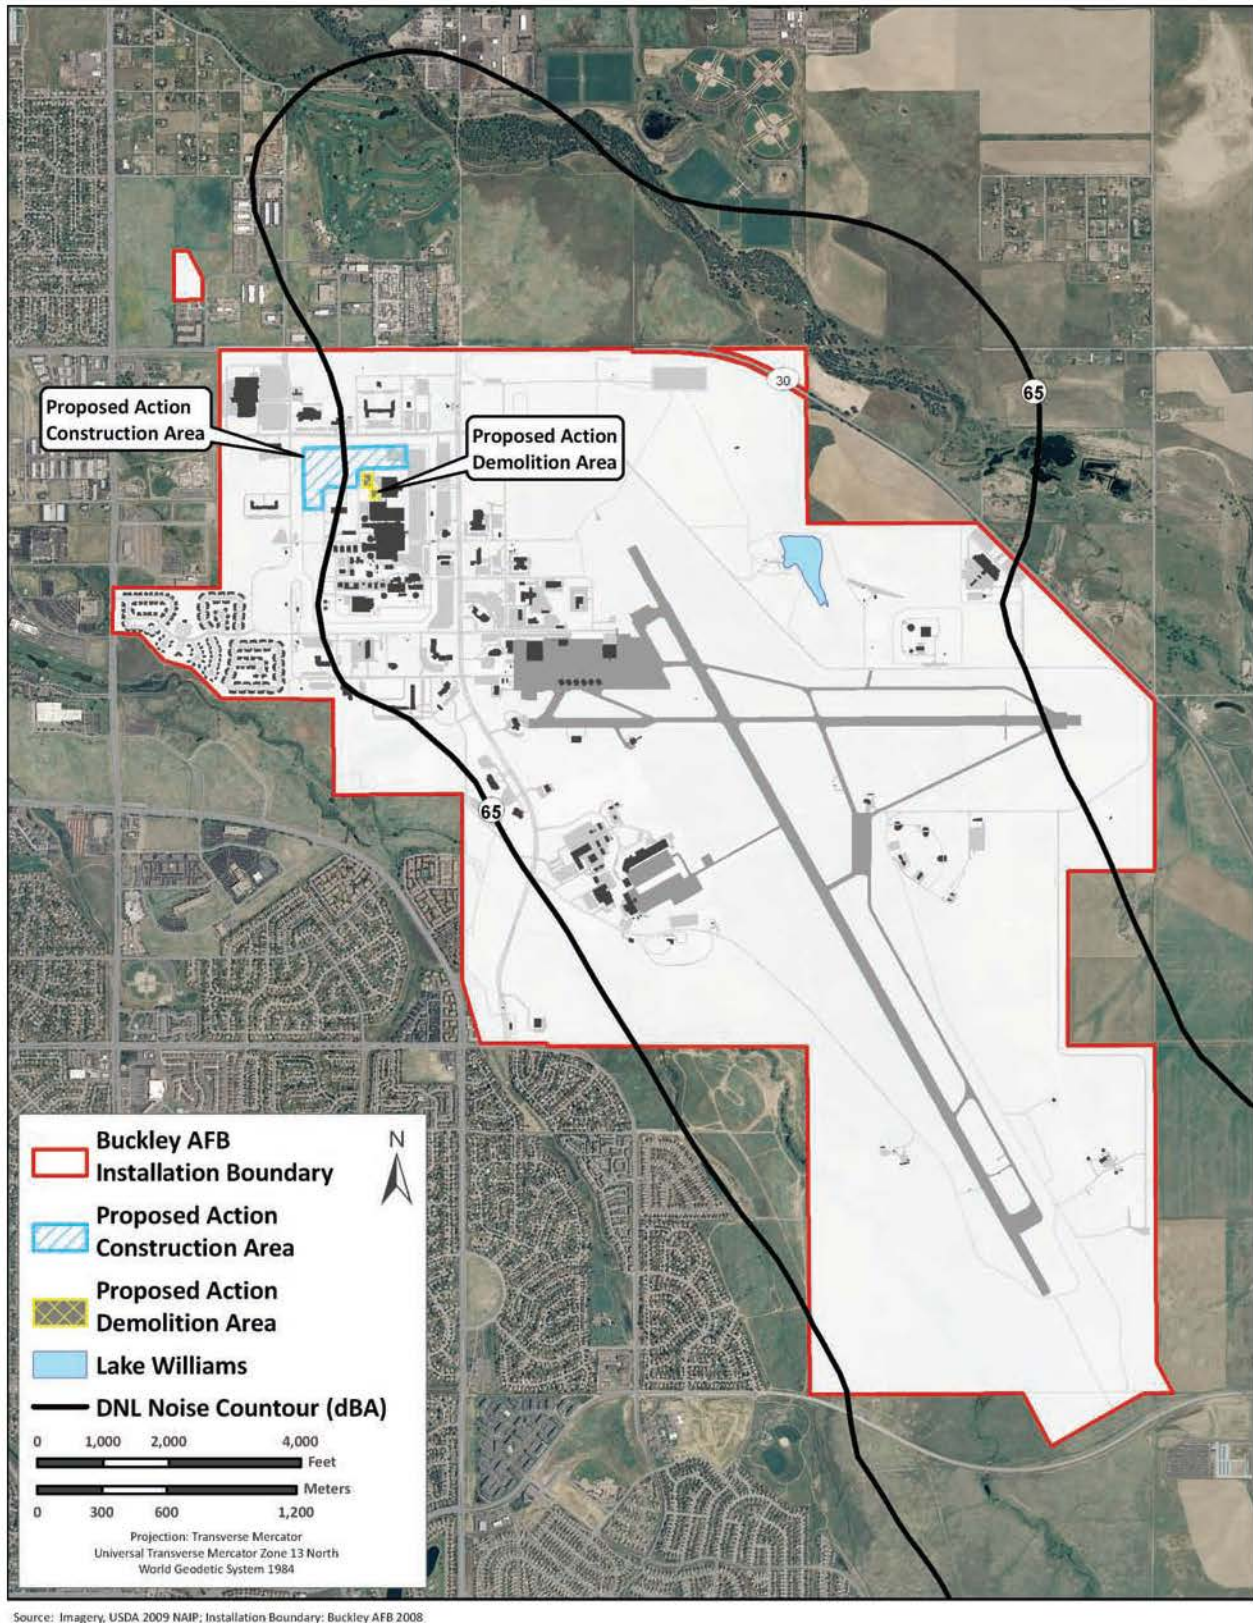 30
65
Proposed Action
Construction Area
Proposed Action
Demolition Area
65
Buckley AFB
Installation Boundary
N
Proposed Action
Construction Area
Proposed Action
Demolition Area
Lake Williams
DNL Noise Countour (dBA)
0 1,000 2,000 4,000
Feet
Meters
0 300 600 1,200
Projection: Transverse Mercator
Universal Transverse Mercator Zone 13 North
World Geodetic System 1984
Source: Imagery, USDA 2009 NAIP; Installation Boundary: Buckley AFB 2008